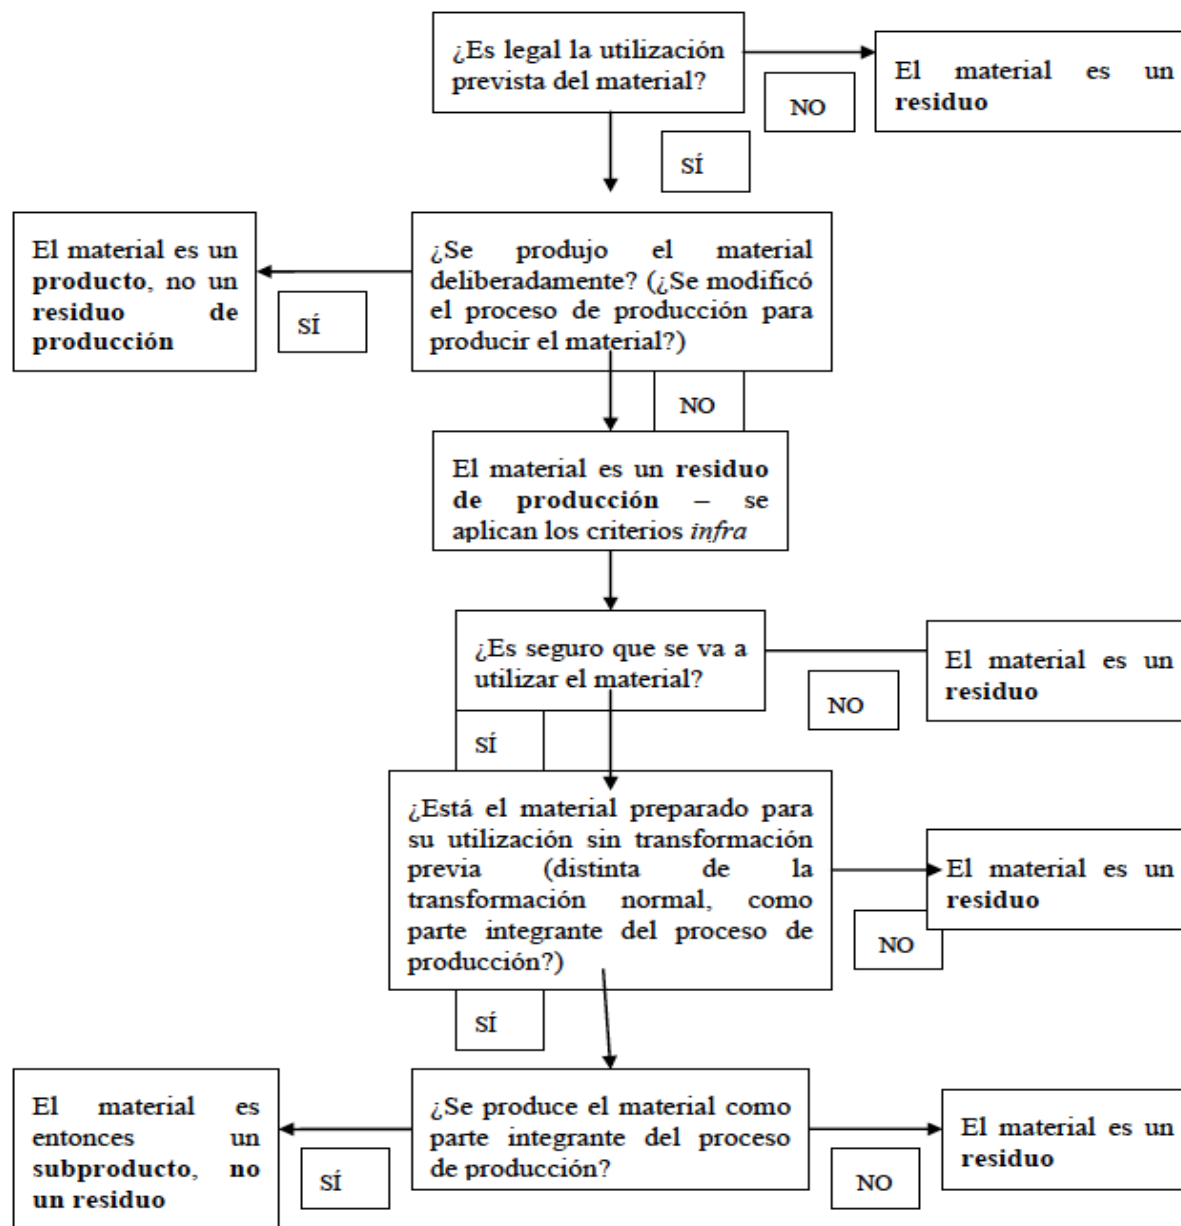 ¿Es legal la utilización
prevista del material?
NO
El material es un
residuo
SÍ
El material es un
producto, no un
residuo de
producción
SÍ
¿Se produjo el material
deliberadamente? (¿Se modificó
el proceso de producción para
producir el material?)
NO
El material es un residuo
de producción – se
aplican los criterios infra
¿Es seguro que se va a
utilizar el material?
NO
El material es un
residuo
SÍ
¿Está el material preparado para
su utilización sin transformación
previa (distinta de la
transformación normal, como
parte integrante del proceso de
producción?)
NO
El material es un
residuo
SÍ
¿Se produce el material como
parte integrante del proceso
de producción?
SÍ
El material es
entonces un
subproducto, no
un residuo
NO
El material es un
residuo